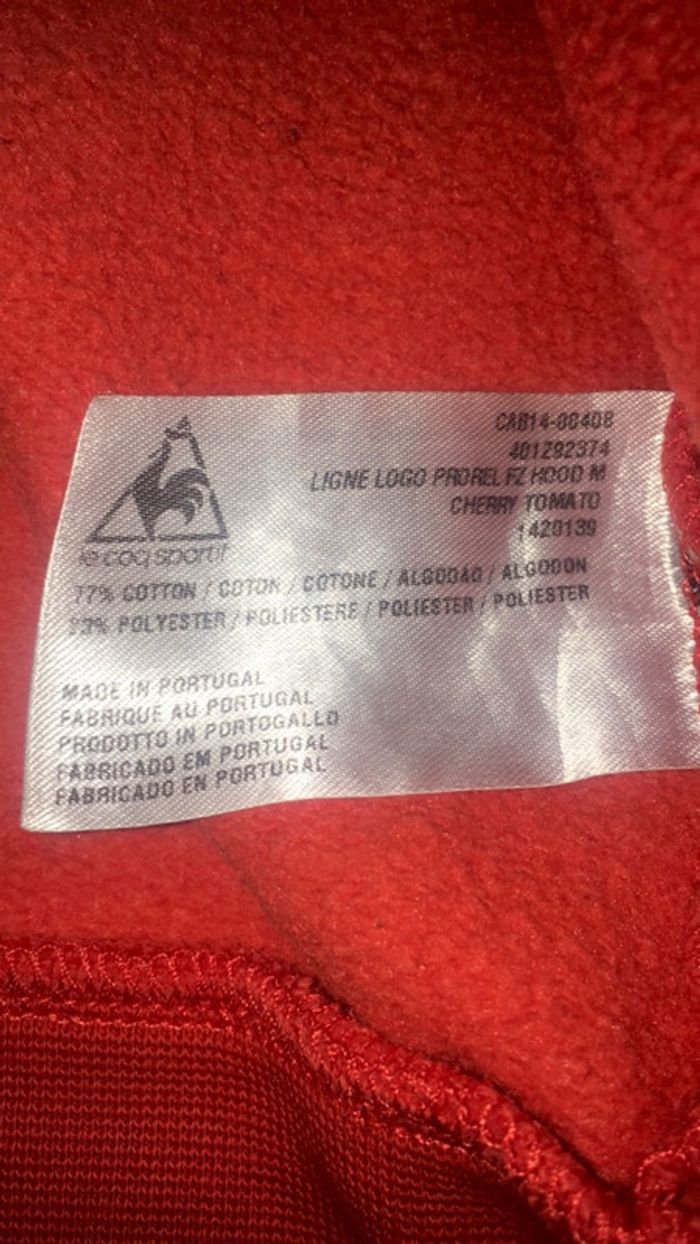 CAB14-00408
401292374
LIGNE LOGO PROREL FZ HOOD M
CHERRY TOMATO
1420139
le coq sportif
77% COTTON / COTON / COTONE / ALGODAO / ALGODON
23% POLYESTER / POLIESTERE / POLIESTER / POLIESTER
MADE IN PORTUGAL
FABRIQUE AU PORTUGAL
PRODOTTO IN PORTOGALLO
FABRICADO EM PORTUGAL
FABRICADO EN PORTUGAL